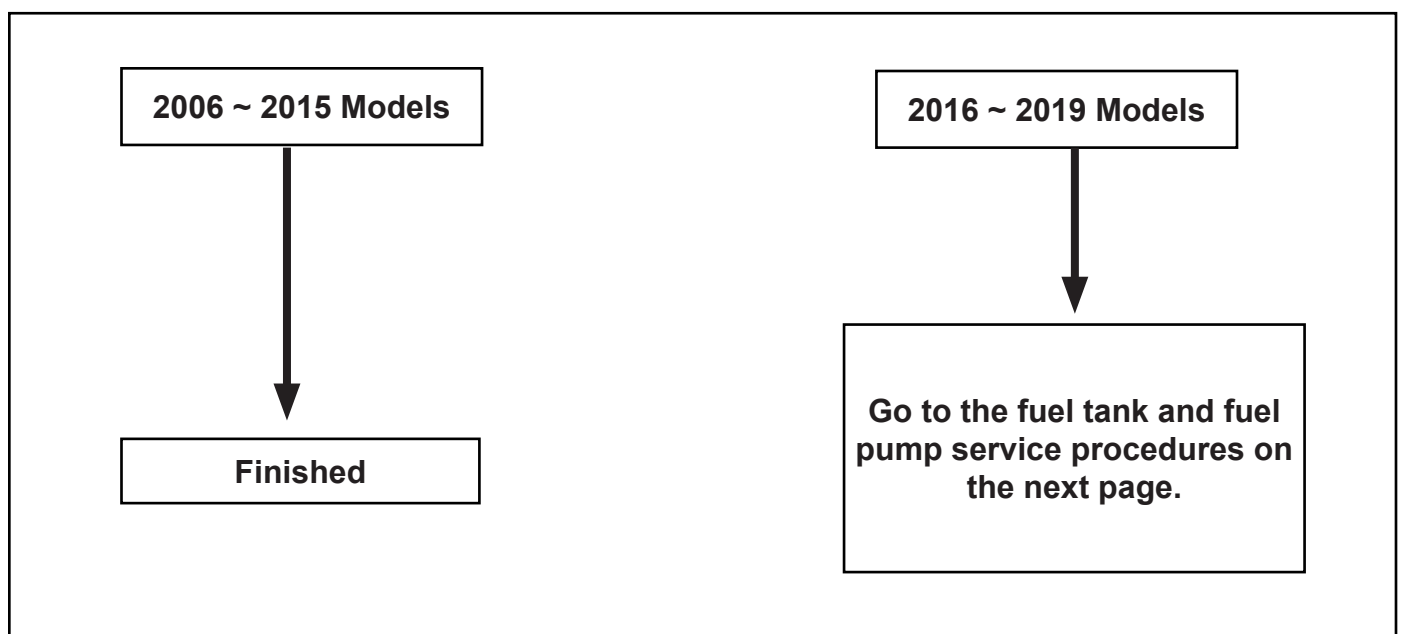 2006 ~ 2015 Models
2016 ~ 2019 Models
Finished
Go to the fuel tank and fuel
pump service procedures on
the next page.